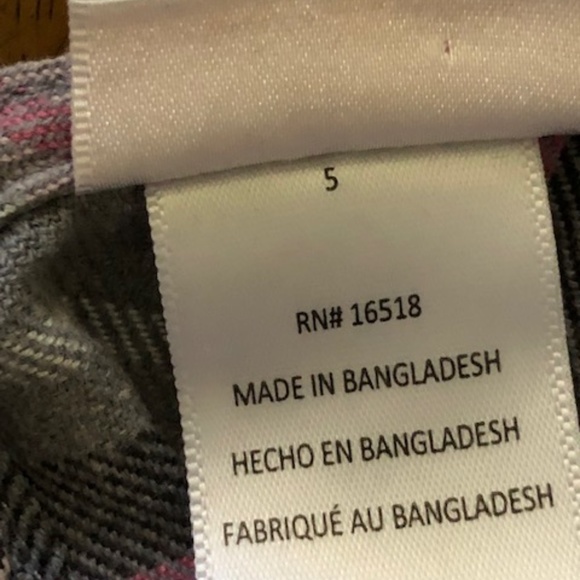 5
RN# 16518
MADE IN BANGLADESH
HECHO EN BANGLADESH
FABRIQUÉ AU BANGLADESH